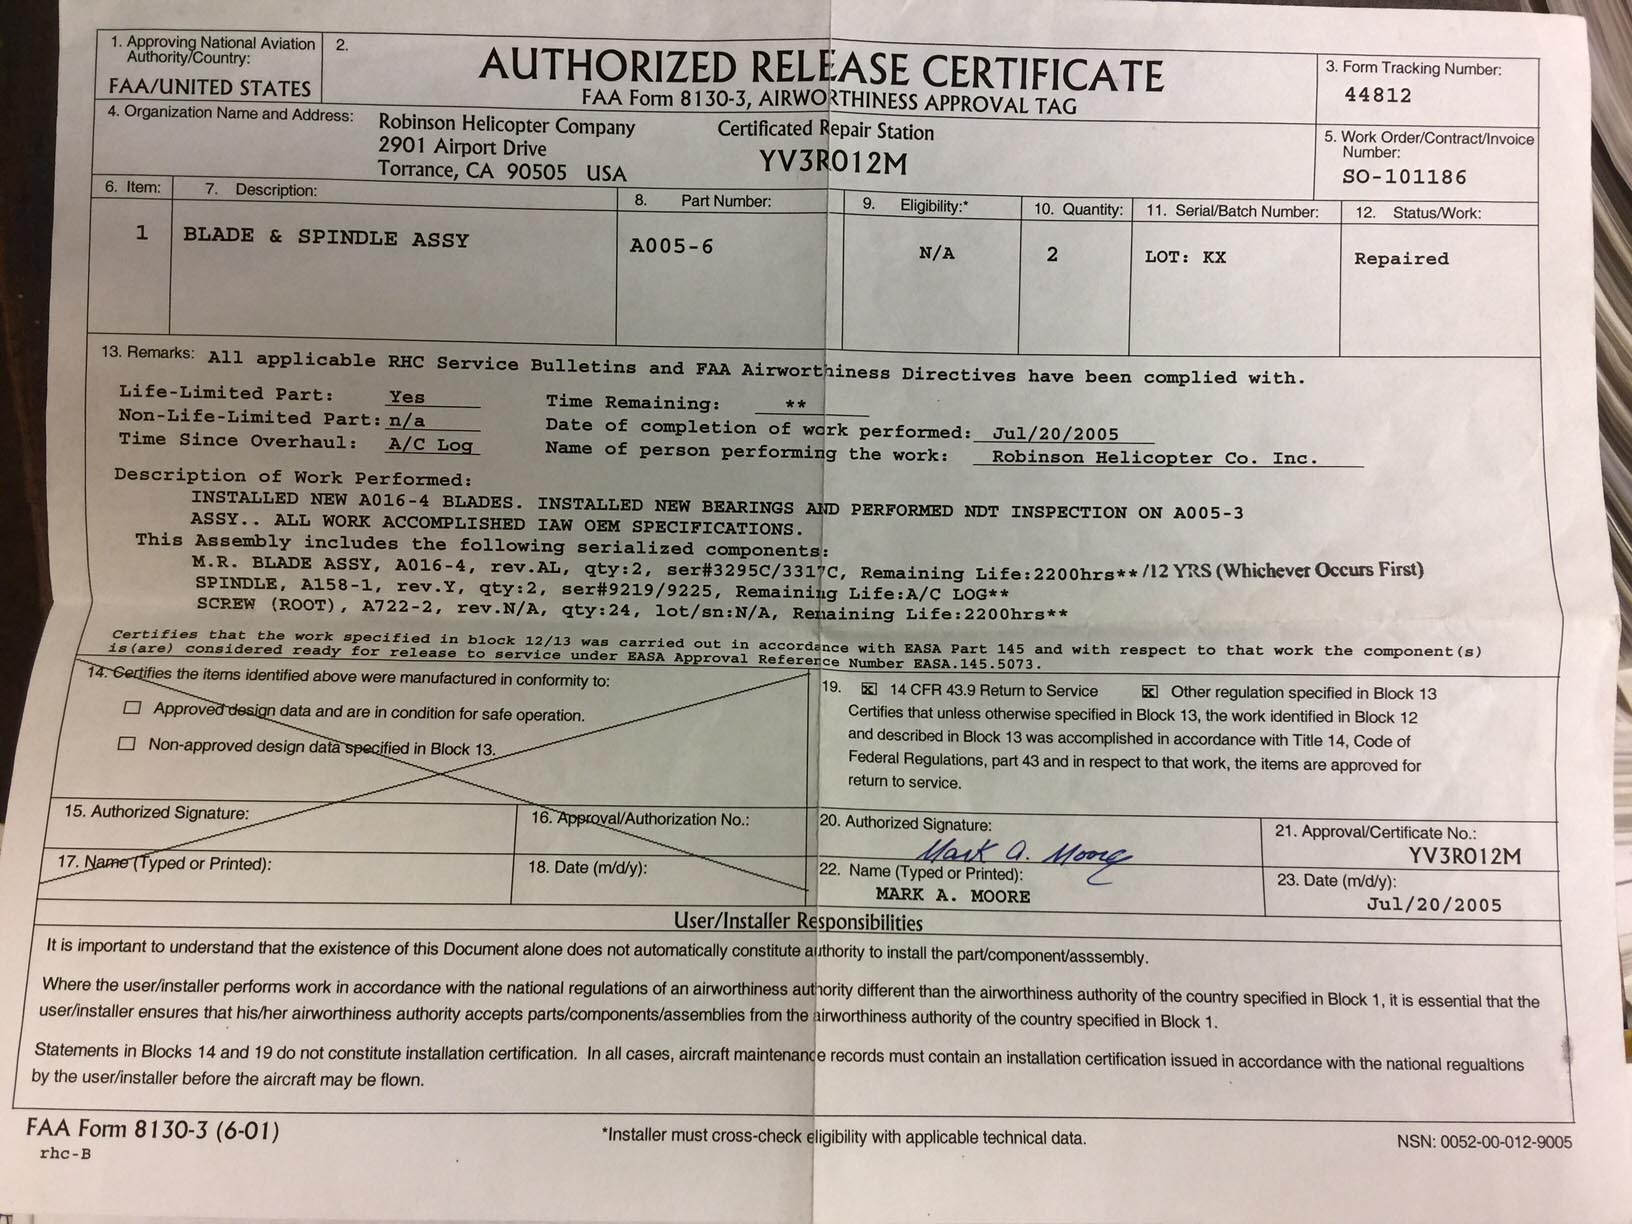 1. Approving National Aviation Authority/Country:
FAA/UNITED STATES
2.
AUTHORIZED RELEASE CERTIFICATE
FAA Form 8130-3, AIRWORTHINESS APPROVAL TAG
3. Form Tracking Number:
44812
4. Organization Name and Address:
Robinson Helicopter Company
2901 Airport Drive
Torrance, CA 90505 USA
Certificated Repair Station
YV3R012M
5. Work Order/Contract/Invoice
Number:
SO-101186
6. Item: 7. Description: 8. Part Number: 9. Eligibility:* 10. Quantity: 11. Serial/Batch Number: 12. Status/Work:
1 BLADE & SPINDLE ASSY A005-6 N/A 2 LOT: KX Repaired
13. Remarks: All applicable RHC Service Bulletins and FAA Airworthiness Directives have been complied with.
Life-Limited Part: Yes Time Remaining: **
Non-Life-Limited Part: n/a Date of completion of work performed: Jul/20/2005
Time Since Overhaul: A/C Log Name of person performing the work: Robinson Helicopter Co. Inc.
Description of Work Performed:
INSTALLED NEW A016-4 BLADES. INSTALLED NEW BEARINGS AND PERFORMED NDT INSPECTION ON A005-3
ASSY.. ALL WORK ACCOMPLISHED IAW OEM SPECIFICATIONS.
This Assembly includes the following serialized components:
M.R. BLADE ASSY, A016-4, rev.AL, qty:2, ser#3295C/3317C, Remaining Life:2200hrs**/12 YRS (Whichever Occurs First)
SPINDLE, A158-1, rev.Y, qty:2, ser#9219/9225, Remaining Life:A/C LOG**
SCREW (ROOT), A722-2, rev.N/A, qty:24, lot/sn:N/A, Remaining Life:2200hrs**
Certifies that the work specified in block 12/13 was carried out in accordance with EASA Part 145 and with respect to that work the component(s)
is(are) considered ready for release to service under EASA Approval Reference Number EASA.145.5073.
14. Certifies the items identified above were manufactured in conformity to:
Approved design data and are in condition for safe operation.
Non-approved design data specified in Block 13.
19. 14 CFR 43.9 Return to Service Other regulation specified in Block 13
Certifies that unless otherwise specified in Block 13, the work identified in Block 12
and described in Block 13 was accomplished in accordance with Title 14, Code of
Federal Regulations, part 43 and in respect to that work, the items are approved for
return to service.
15. Authorized Signature: 16. Approval/Authorization No.:
20. Authorized Signature:
Mark A. Moore
21. Approval/Certificate No.:
YV3R012M
17. Name (Typed or Printed): 18. Date (m/d/y):
22. Name (Typed or Printed):
MARK A. MOORE
23. Date (m/d/y):
Jul/20/2005
User/Installer Responsibilities
It is important to understand that the existence of this Document alone does not automatically constitute authority to install the part/component/asssembly.
Where the user/installer performs work in accordance with the national regulations of an airworthiness authority different than the airworthiness authority of the country specified in Block 1, it is essential that the
user/installer ensures that his/her airworthiness authority accepts parts/components/assemblies from the airworthiness authority of the country specified in Block 1.
Statements in Blocks 14 and 19 do not constitute installation certification. In all cases, aircraft maintenance records must contain an installation certification issued in accordance with the national regualtions
by the user/installer before the aircraft may be flown.
FAA Form 8130-3 (6-01)
*Installer must cross-check eligibility with applicable technical data.
NSN: 0052-00-012-9005
rhc-B